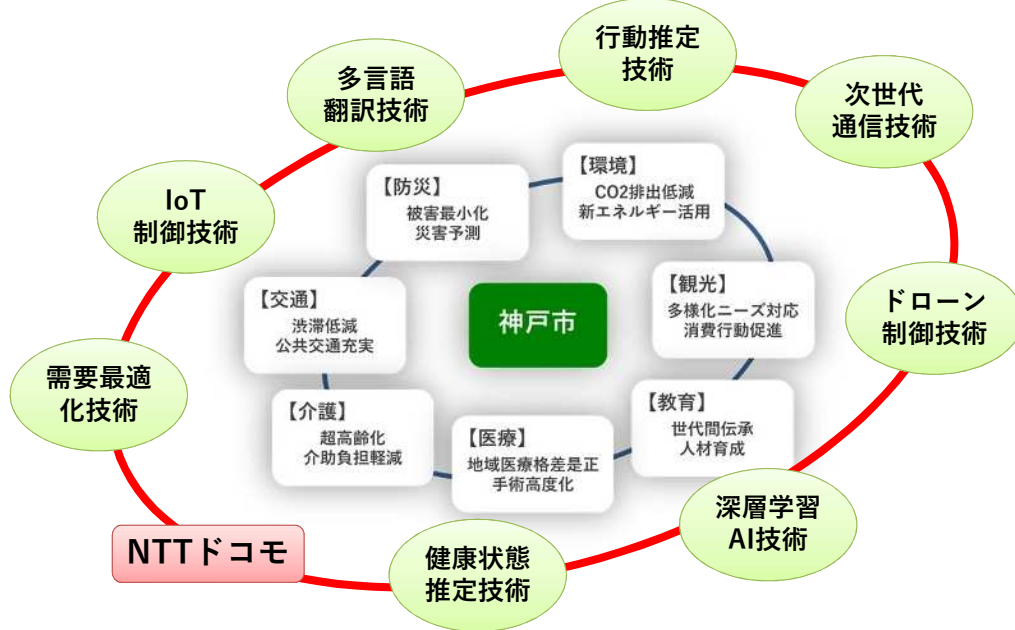 行動推定
技術
多言語
翻訳技術
次世代
通信技術
【環境】
CO2排出低減
新エネルギー活用
【防災】
被害最小化
災害予測
IoT
制御技術
【観光】
多様化ニーズ対応
消費行動促進
【交通】
渋滞低減
公共交通充実
神戸市
ドローン
制御技術
需要最適
化技術
【教育】
世代間伝承
人材育成
【介護】
超高齢化
介助負担軽減
【医療】
地域医療格差是正
手術高度化
深層学習
AI技術
NTTドコモ
健康状態
推定技術